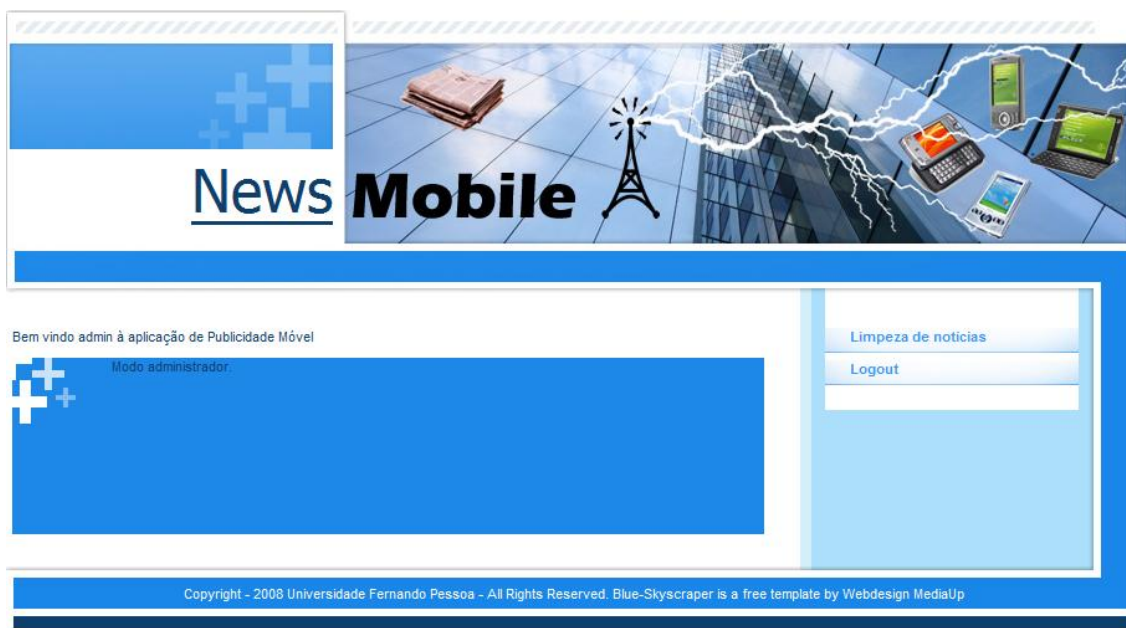 News Mobile
Bem vindo admin à aplicação de Publicidade Móvel
Modo administrador.
Limpeza de noticias
Logout
Copyright - 2008 Universidade Fernando Pessoa - All Rights Reserved. Blue-Skyscraper is a free template by Webdesign MediaUp